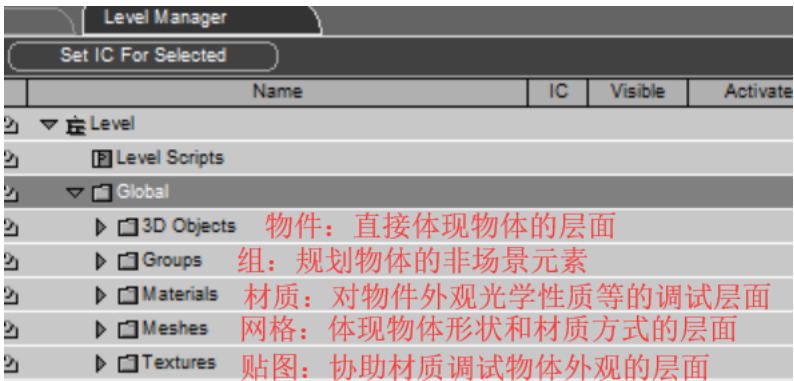 Level Manager
Set IC For Selected
Name IC Visible Activate
Level
Level Scripts
Global
3D Objects 物件：直接体现物体的层面
Groups 组：规划物体的非场景元素
Materials 材质：对物件外观光学性质等的调试层面
Meshes 网格：体现物体形状和材质方式的层面
Textures 贴图：协助材质调试物体外观的层面